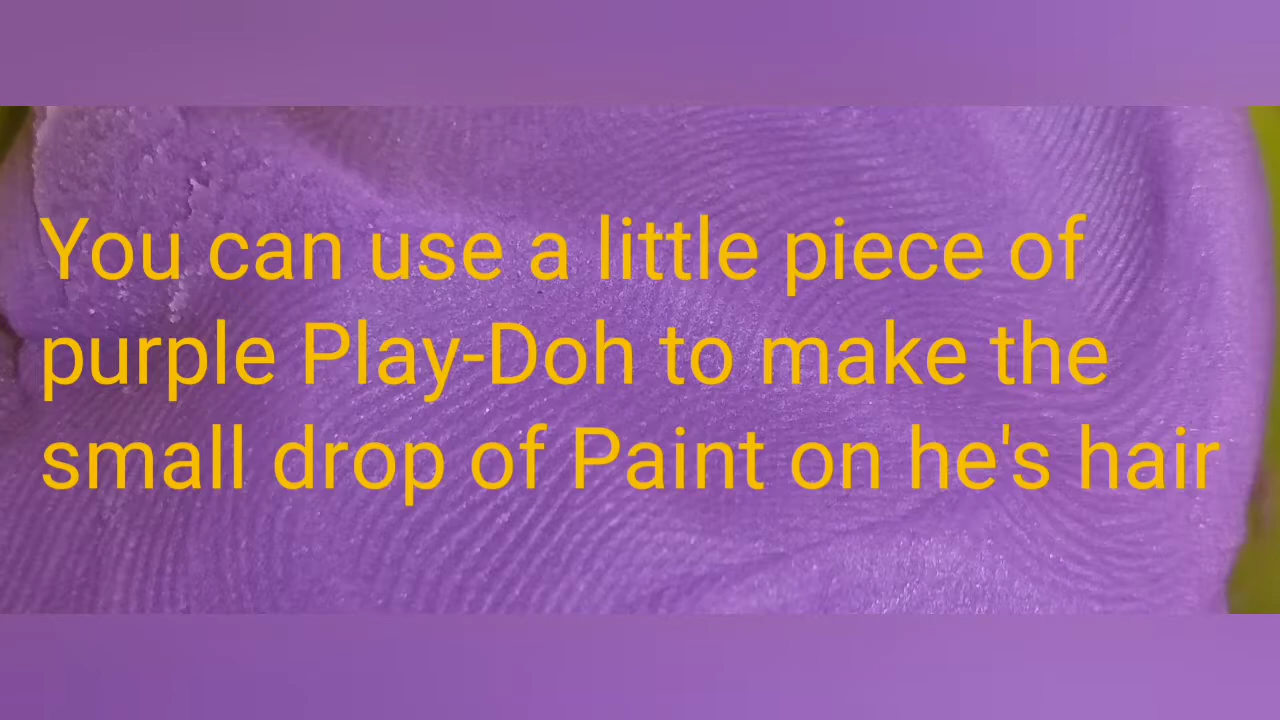 You can use a little piece of
purple Play-Doh to make the
small drop of Paint on he's hair